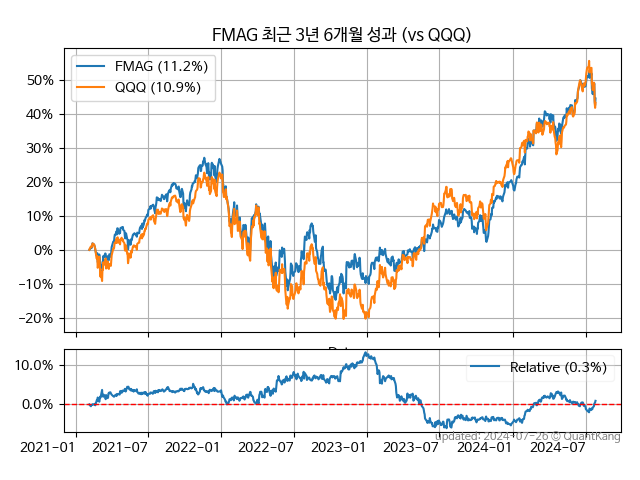 FMAG 최근 3년 6개월 성과 (vs QQQ)
FMAG (11.2%)
QQQ (10.9%)
50%
40%
30%
20%
10%
0%
-10%
-20%
10.0%
0.0%
Relative (0.3%)
2021-01 2021-07 2022-01 2022-07 2023-01 2023-07 2024-01 2024-07
updated: 2024-07-26 © QuantKang